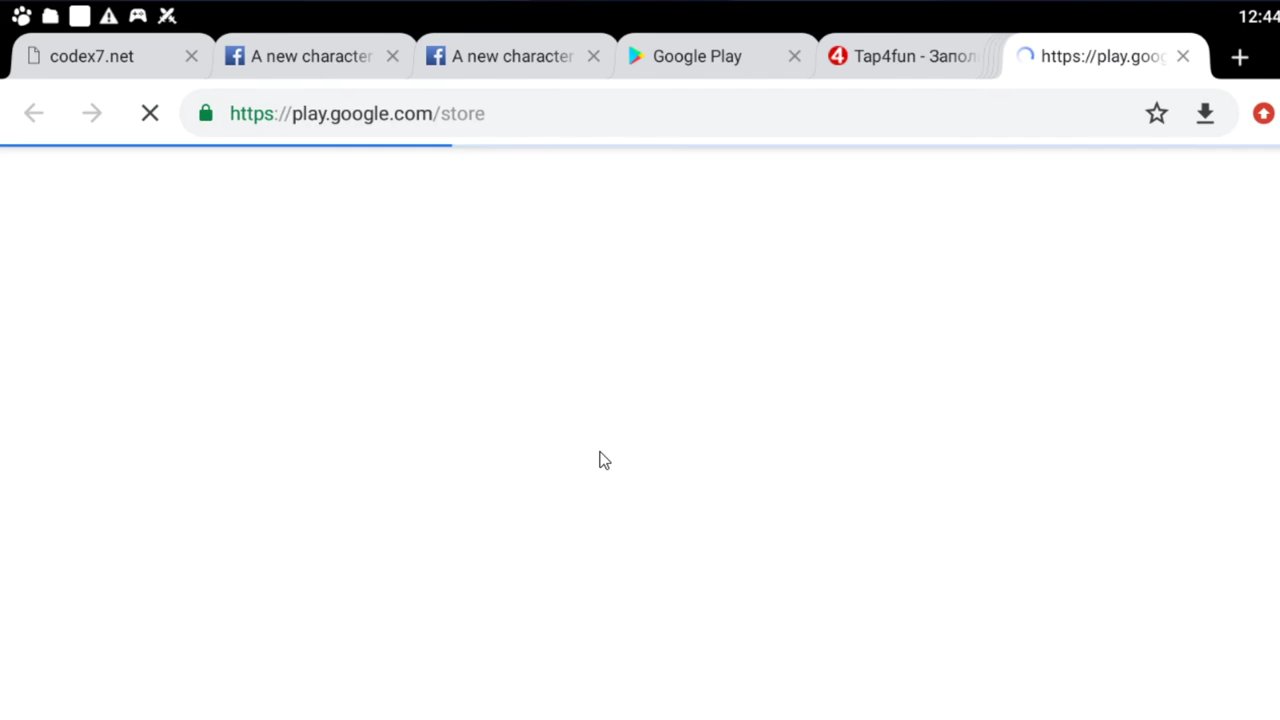 12:44
codex7.net
A new character
A new character
Google Play
4 Tap4fun - Запол
https://play.goog
https://play.google.com/store